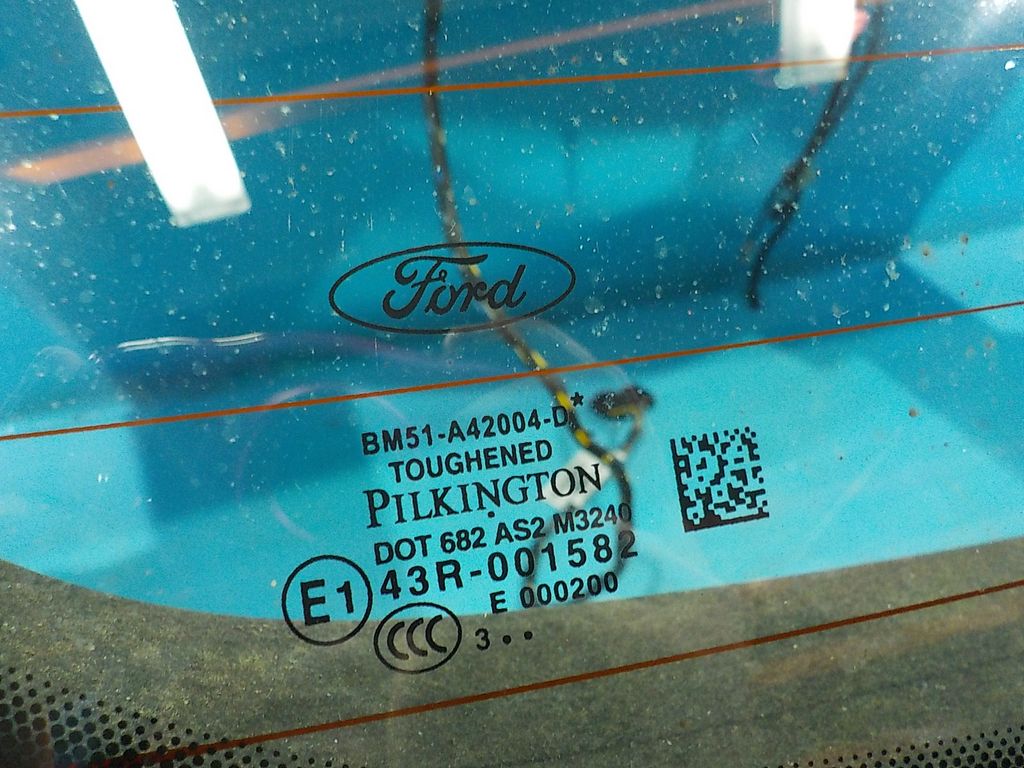 Ford
BM51-A42004-D*
TOUGHENED
PILKINGTON
DOT 682 AS2 M3240
E1 43R-001582
E 000200
CCC 3 ..